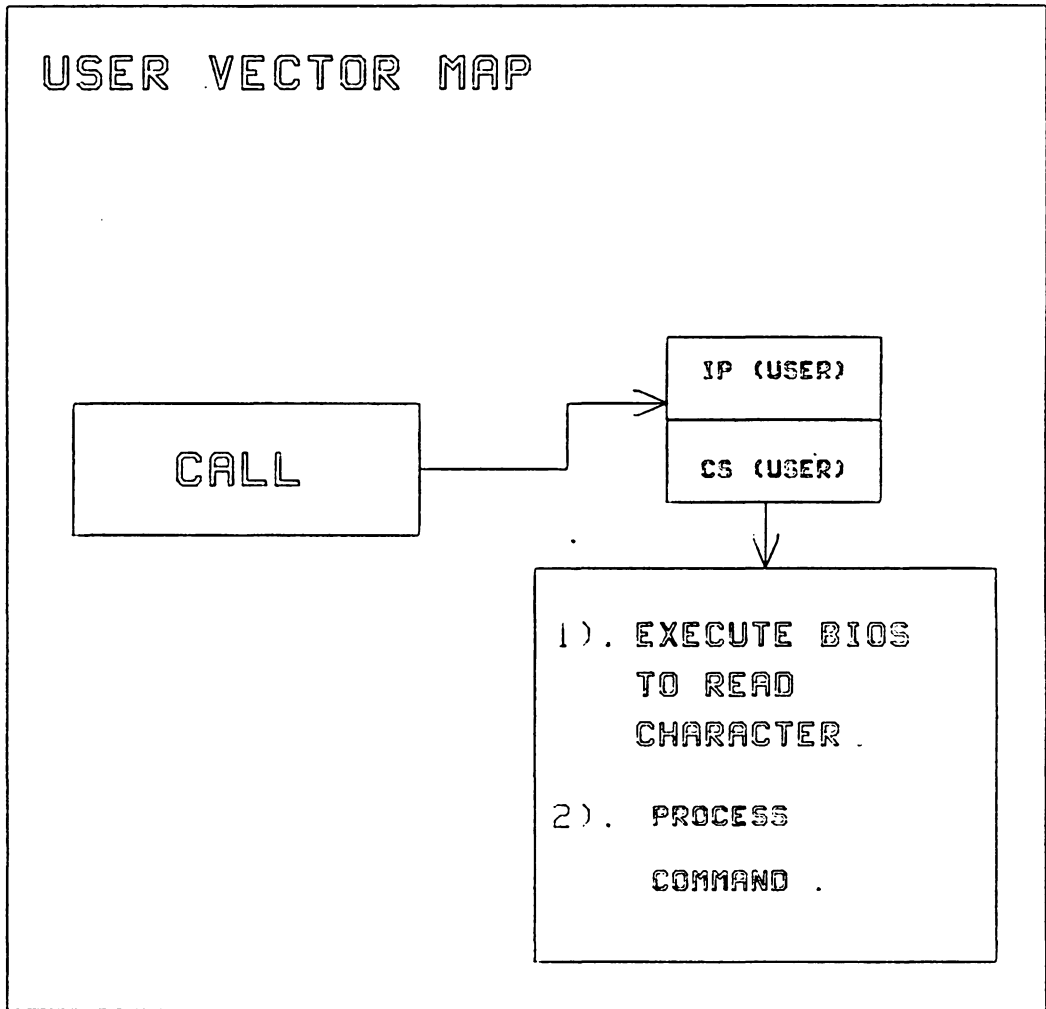 USER VECTOR MAP
IP (USER)
CALL
CS (USER)
1). EXECUTE BIOS
TO READ
CHARACTER .
2). PROCESS
COMMAND .